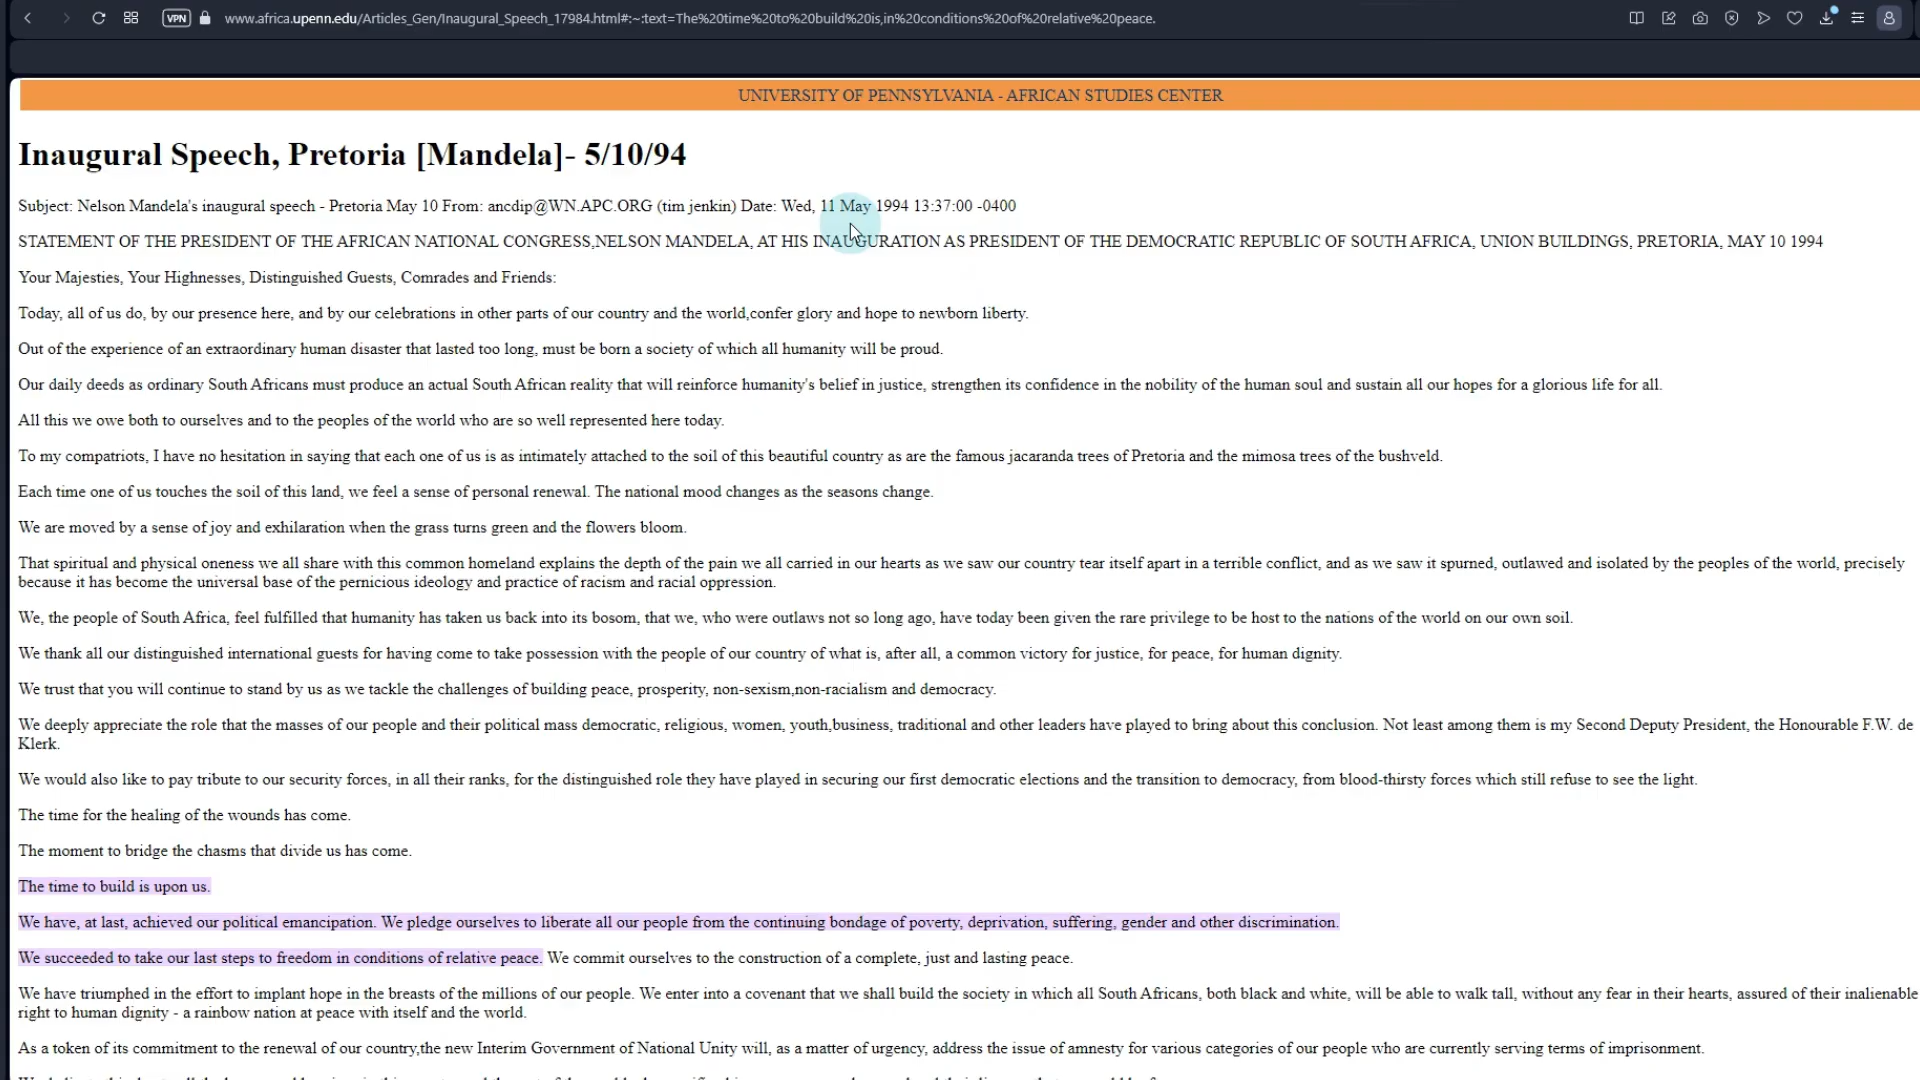 VPN www.africa.upenn.edu/Articles_Gen/Inaugural_Speech_17984.html#:~:text=The%20time%20to%20build%20is,in%20conditions%20of%20relative%20peace.
UNIVERSITY OF PENNSYLVANIA - AFRICAN STUDIES CENTER
Inaugural Speech, Pretoria [Mandela]- 5/10/94
Subject: Nelson Mandela's inaugural speech - Pretoria May 10 From: ancdip@WN.APC.ORG (tim jenkin) Date: Wed, 11 May 1994 13:37:00 -0400
STATEMENT OF THE PRESIDENT OF THE AFRICAN NATIONAL CONGRESS,NELSON MANDELA, AT HIS INAUGURATION AS PRESIDENT OF THE DEMOCRATIC REPUBLIC OF SOUTH AFRICA, UNION BUILDINGS, PRETORIA, MAY 10 1994
Your Majesties, Your Highnesses, Distinguished Guests, Comrades and Friends:
Today, all of us do, by our presence here, and by our celebrations in other parts of our country and the world,confer glory and hope to newborn liberty.
Out of the experience of an extraordinary human disaster that lasted too long, must be born a society of which all humanity will be proud.
Our daily deeds as ordinary South Africans must produce an actual South African reality that will reinforce humanity's belief in justice, strengthen its confidence in the nobility of the human soul and sustain all our hopes for a glorious life for all.
All this we owe both to ourselves and to the peoples of the world who are so well represented here today.
To my compatriots, I have no hesitation in saying that each one of us is as intimately attached to the soil of this beautiful country as are the famous jacaranda trees of Pretoria and the mimosa trees of the bushveld.
Each time one of us touches the soil of this land, we feel a sense of personal renewal. The national mood changes as the seasons change.
We are moved by a sense of joy and exhilaration when the grass turns green and the flowers bloom.
That spiritual and physical oneness we all share with this common homeland explains the depth of the pain we all carried in our hearts as we saw our country tear itself apart in a terrible conflict, and as we saw it spurned, outlawed and isolated by the peoples of the world, precisely
because it has become the universal base of the pernicious ideology and practice of racism and racial oppression.
We, the people of South Africa, feel fulfilled that humanity has taken us back into its bosom, that we, who were outlaws not so long ago, have today been given the rare privilege to be host to the nations of the world on our own soil.
We thank all our distinguished international guests for having come to take possession with the people of our country of what is, after all, a common victory for justice, for peace, for human dignity.
We trust that you will continue to stand by us as we tackle the challenges of building peace, prosperity, non-sexism,non-racialism and democracy.
We deeply appreciate the role that the masses of our people and their political mass democratic, religious, women, youth,business, traditional and other leaders have played to bring about this conclusion. Not least among them is my Second Deputy President, the Honourable F.W. de
Klerk.
We would also like to pay tribute to our security forces, in all their ranks, for the distinguished role they have played in securing our first democratic elections and the transition to democracy, from blood-thirsty forces which still refuse to see the light.
The time for the healing of the wounds has come.
The moment to bridge the chasms that divide us has come.
The time to build is upon us.
We have, at last, achieved our political emancipation. We pledge ourselves to liberate all our people from the continuing bondage of poverty, deprivation, suffering, gender and other discrimination.
We succeeded to take our last steps to freedom in conditions of relative peace. We commit ourselves to the construction of a complete, just and lasting peace.
We have triumphed in the effort to implant hope in the breasts of the millions of our people. We enter into a covenant that we shall build the society in which all South Africans, both black and white, will be able to walk tall, without any fear in their hearts, assured of their inalienable
right to human dignity - a rainbow nation at peace with itself and the world.
As a token of its commitment to the renewal of our country,the new Interim Government of National Unity will, as a matter of urgency, address the issue of amnesty for various categories of our people who are currently serving terms of imprisonment.